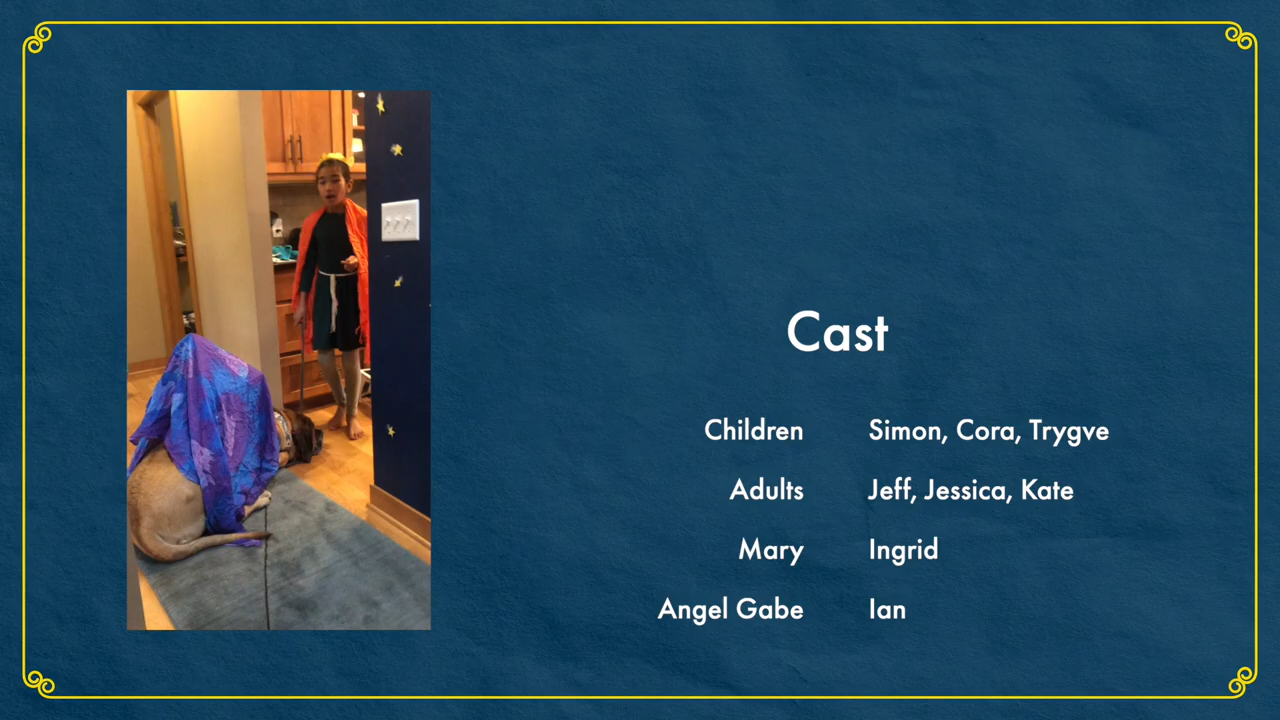 Cast
Children Simon, Cora, Trygve
Adults Jeff, Jessica, Kate
Mary Ingrid
Angel Gabe Ian